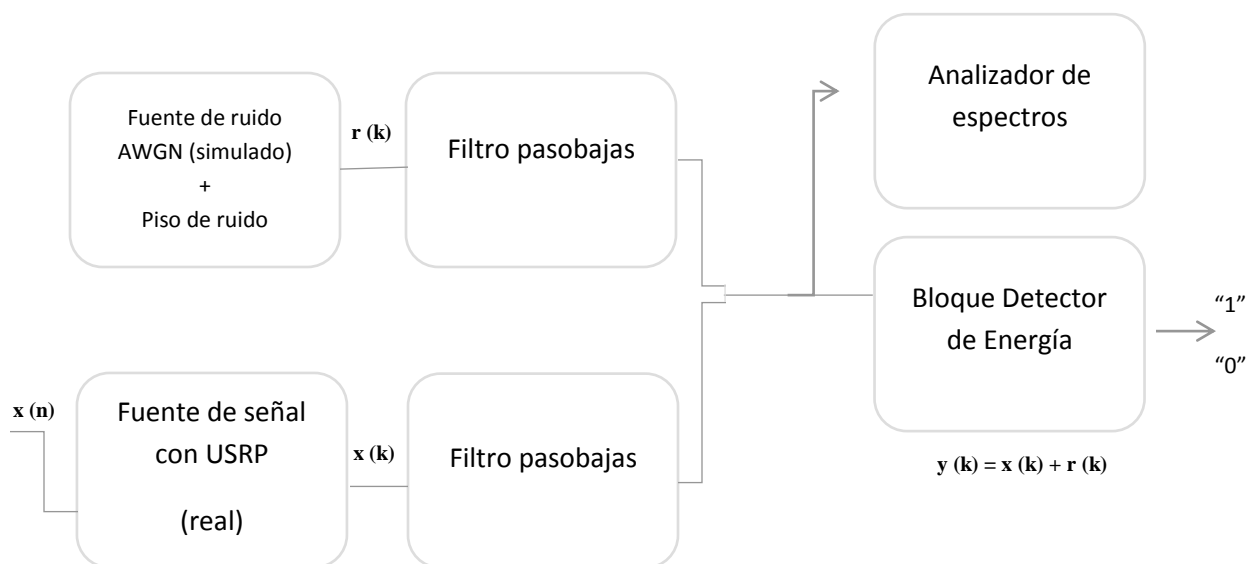 Fuente de ruido
AWGN (simulado)
+
Piso de ruido
r (k)
Filtro pasobajas
Analizador de
espectros
Bloque Detector
de Energía
“1”
“0”
x (n)
Fuente de señal
con USRP
(real)
x (k)
Filtro pasobajas
y (k) = x (k) + r (k)